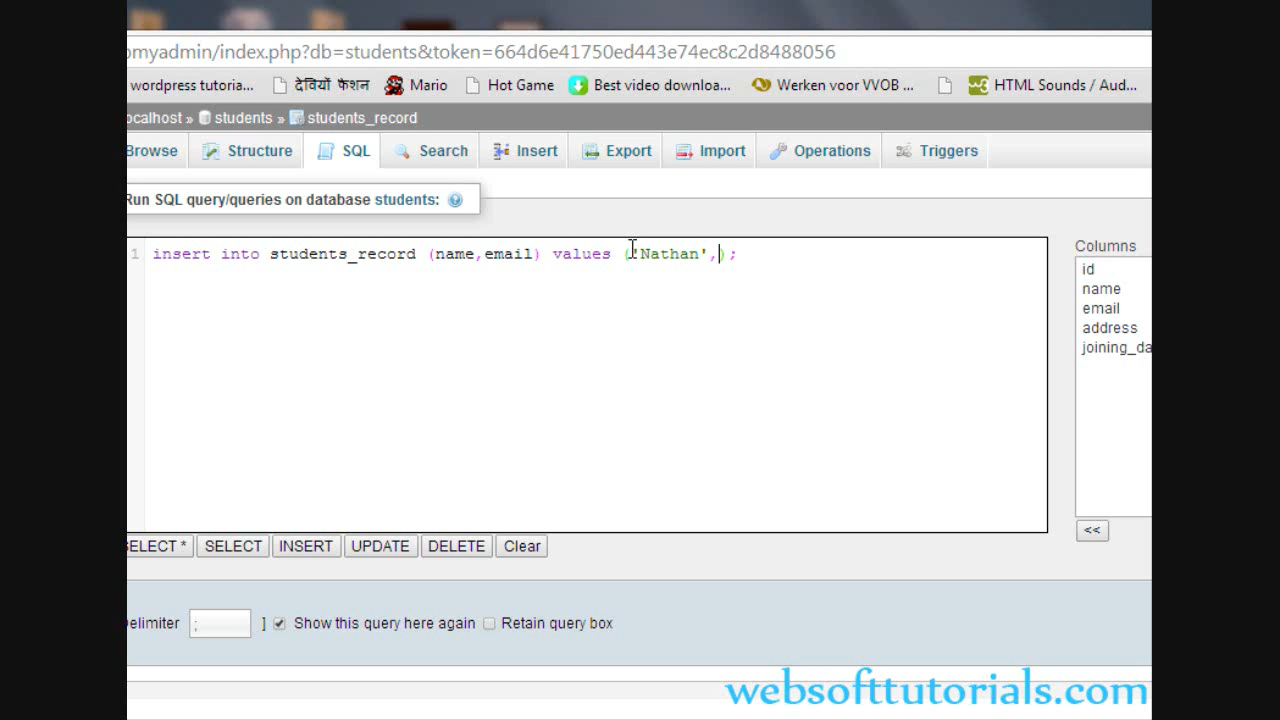 omyadmin/index.php?db=students&token=664d6e41750ed443e74ec8c2d8488056
wordpress tutoria... देवियों फैशन Mario Hot Game Best video downloa... Werken voor VVOB ... HTML Sounds / Aud...
ocalhost » students » students_record
Browse Structure SQL Search Insert Export Import Operations Triggers
Run SQL query/queries on database students:
1 insert into students_record (name,email) values ('Nathan',);
Columns
id
name
email
address
joining_da
<<
SELECT * SELECT INSERT UPDATE DELETE Clear
Delimiter ; ] Show this query here again Retain query box
websofttutorials.com